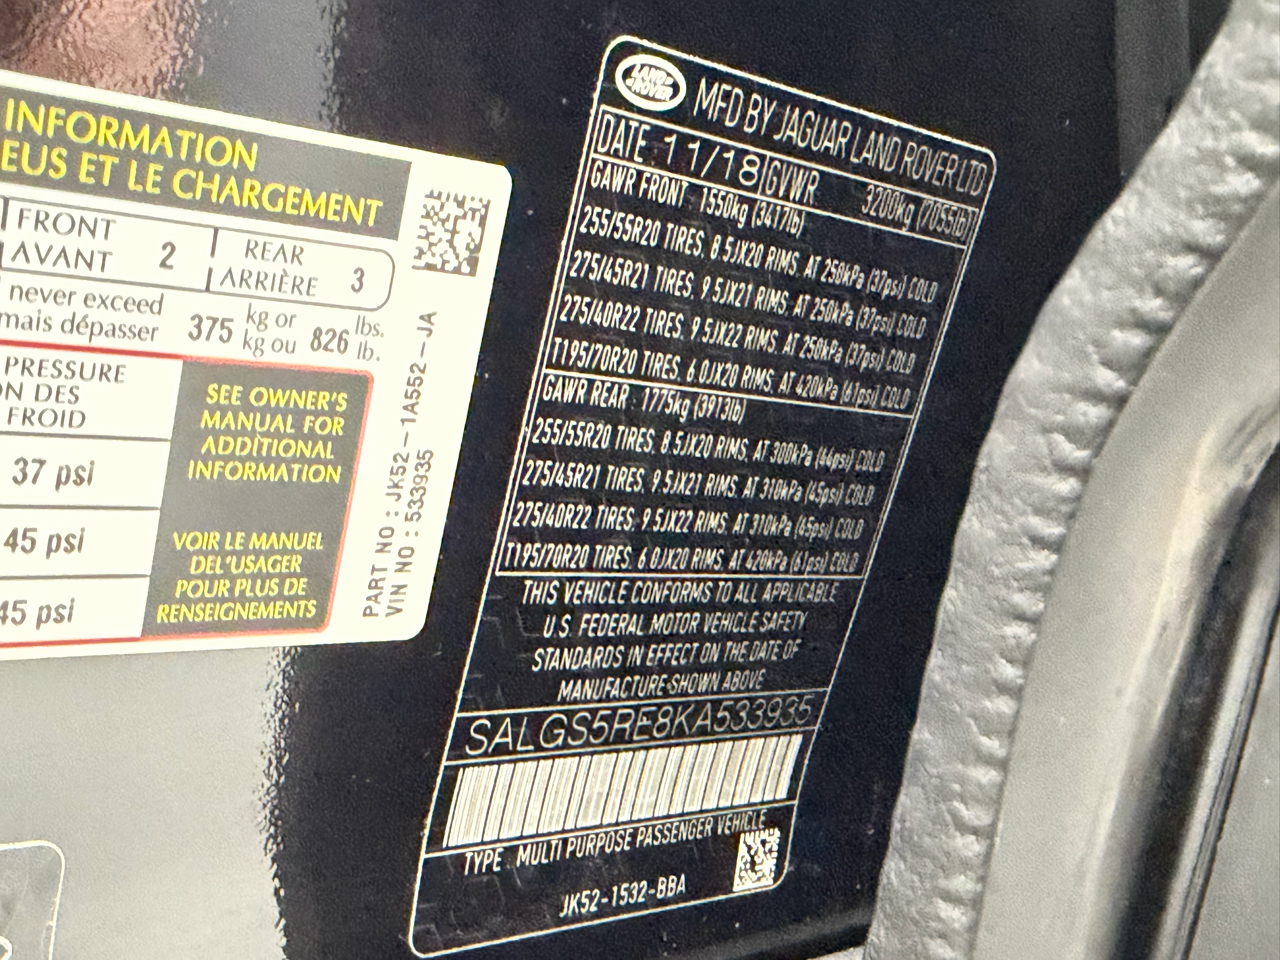 INFORMATION
EUS ET LE CHARGEMENT
FRONT
AVANT 2
REAR
ARRIÈRE 3
never exceed
mais dépasser
375 kg or
kg ou 826 lbs.
lb.
PRESSURE
N DES
FROID
37 psi
45 psi
45 psi
SEE OWNER'S
MANUAL FOR
ADDITIONAL
INFORMATION
VOIR LE MANUEL
DEL'USAGER
POUR PLUS DE
RENSEIGNEMENTS
PART NO : JK52-1A552-JA
VIN NO : 533935
LAND
ROVER
MFD BY JAGUAR LAND ROVER LTD
DATE 11/18 GVWR 3200kg (7055lb)
GAWR FRONT : 1550kg (3417lb)
255/55R20 TIRES, 8.5JX20 RIMS, AT 250kPa (37psi) COLD
275/45R21 TIRES, 9.5JX21 RIMS, AT 250kPa (37psi) COLD
275/40R22 TIRES, 9.5JX22 RIMS, AT 250kPa (37psi) COLD
T195/70R20 TIRES, 6.0JX20 RIMS, AT 420kPa (61psi) COLD
GAWR REAR : 1775kg (3913lb)
255/55R20 TIRES, 8.5JX20 RIMS, AT 300kPa (44psi) COLD
275/45R21 TIRES, 9.5JX21 RIMS, AT 310kPa (45psi) COLD
275/40R22 TIRES, 9.5JX22 RIMS, AT 310kPa (45psi) COLD
T195/70R20 TIRES, 6.0JX20 RIMS, AT 420kPa (61psi) COLD
THIS VEHICLE CONFORMS TO ALL APPLICABLE
U.S. FEDERAL MOTOR VEHICLE SAFETY
STANDARDS IN EFFECT ON THE DATE OF
MANUFACTURE SHOWN ABOVE
SALGS5RE8KA533935
TYPE : MULTI PURPOSE PASSENGER VEHICLE
JK52-1532-BBA